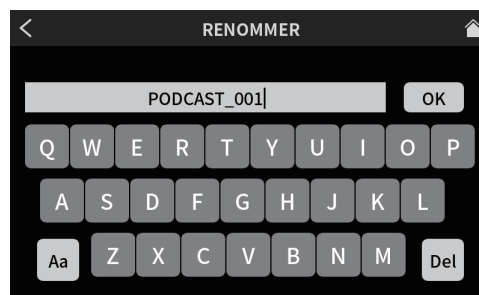 RENOMMER
PODCAST_001
OK
Q W E R T Y U I O P
A S D F G H J K L
Aa Z X C V B N M Del